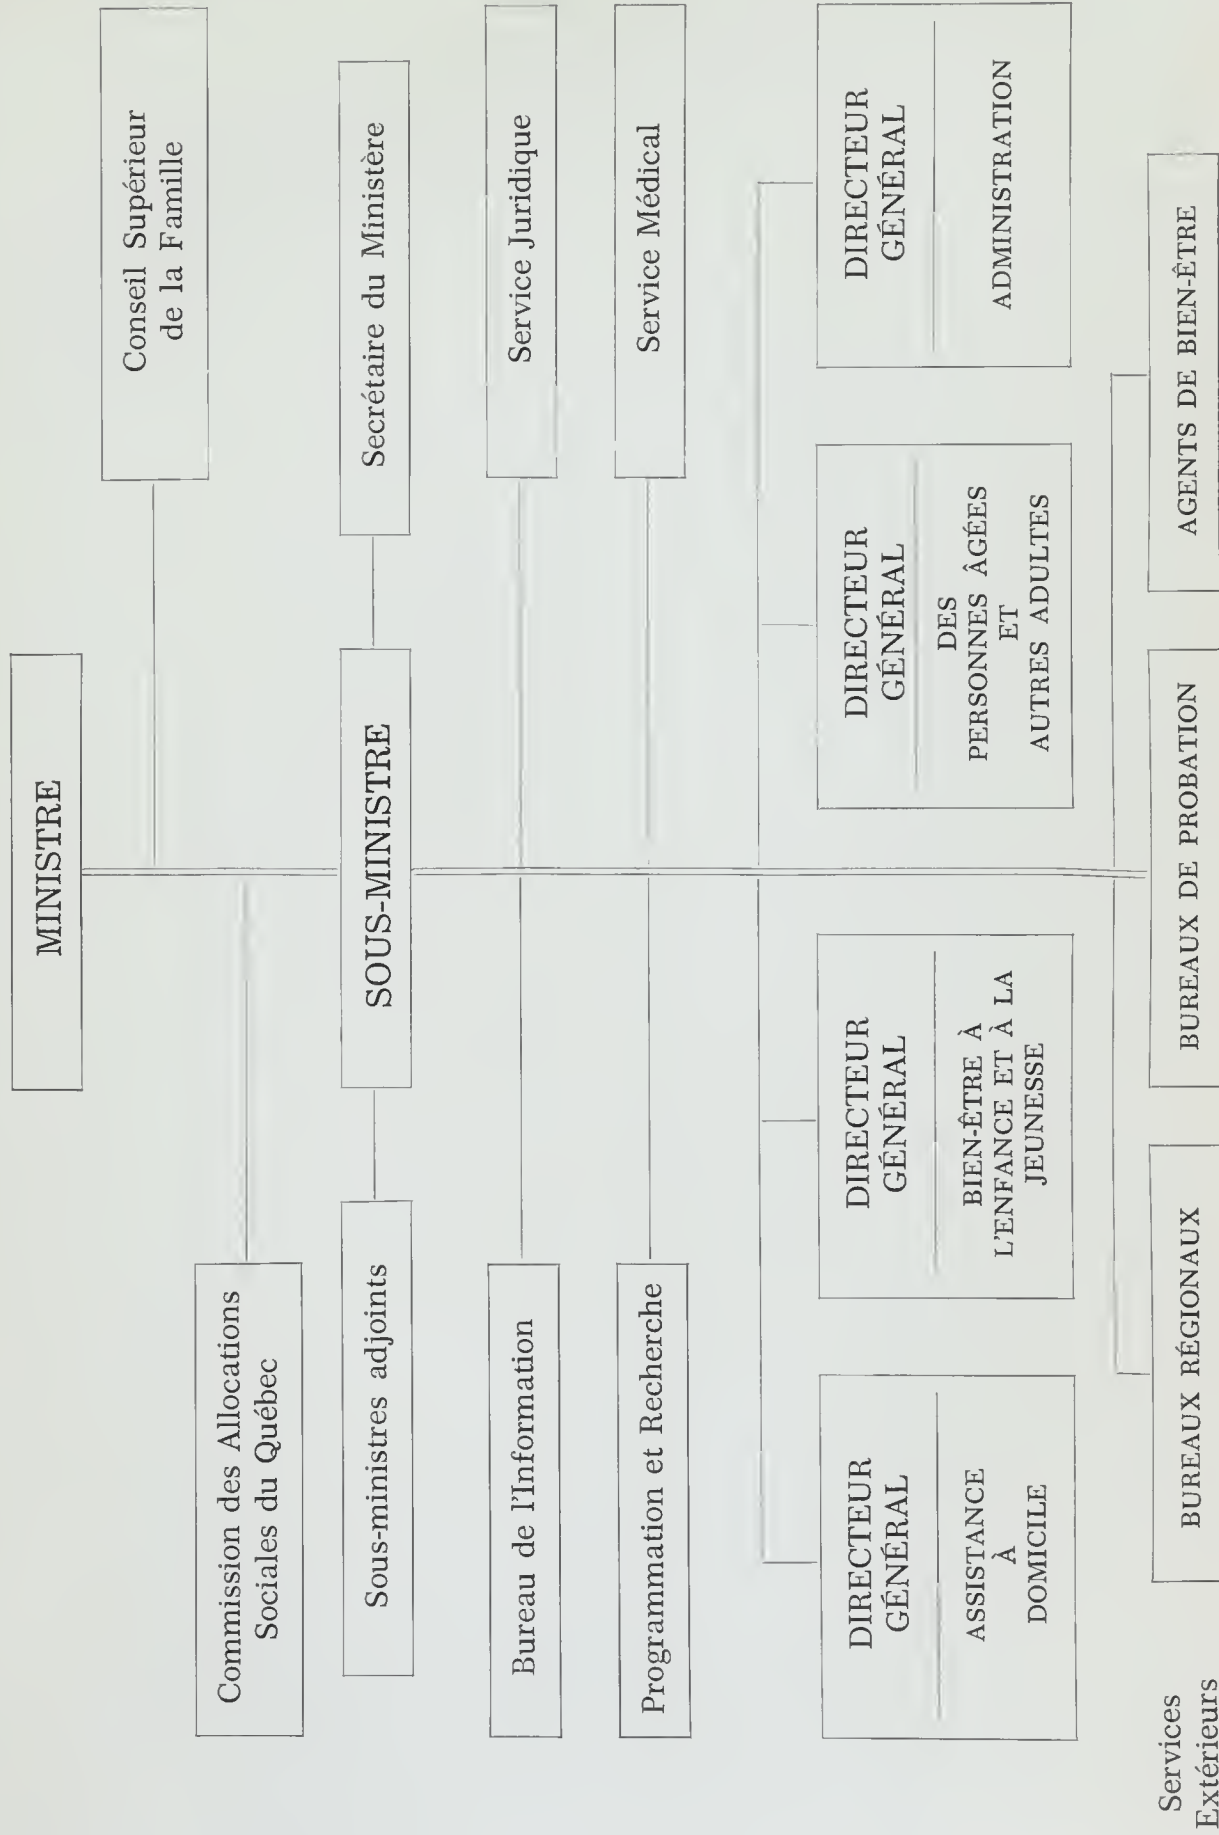 MINISTRE
Conseil Supérieur
de la Famille
Commission des Allocations
Sociales du Québec
Sous-ministres adjoints
SOUS-MINISTRE
Secrétaire du Ministère
Bureau de l'Information
Service Juridique
Programmation et Recherche
Service Médical
DIRECTEUR
GÉNÉRAL
ASSISTANCE
À
DOMICILE
DIRECTEUR
GÉNÉRAL
BIEN-ÊTRE À
L'ENFANCE ET À LA
JEUNESSE
DIRECTEUR
GÉNÉRAL
DES
PERSONNES ÂGÉES
ET
AUTRES ADULTES
DIRECTEUR
GÉNÉRAL
ADMINISTRATION
Services
Extérieurs
BUREAUX RÉGIONAUX
BUREAUX DE PROBATION
AGENTS DE BIEN-ÊTRE